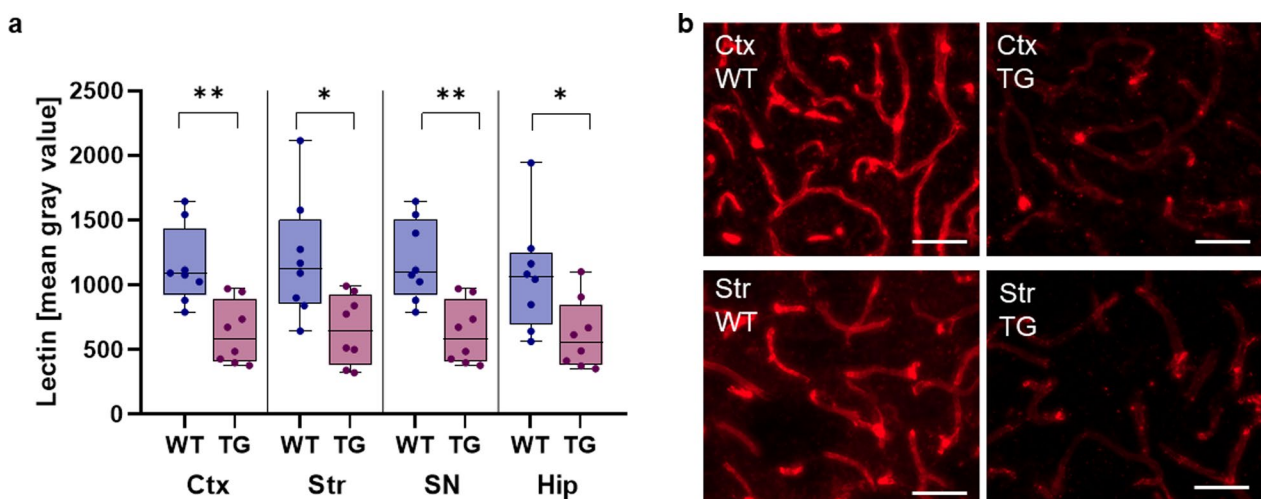 a
Lectin [mean gray value]
2500
2000
1500
1000
500
0
** * ** *
WT TG WT TG WT TG WT TG
Ctx Str SN Hip
b
Ctx
WT
Ctx
TG
Str
WT
Str
TG